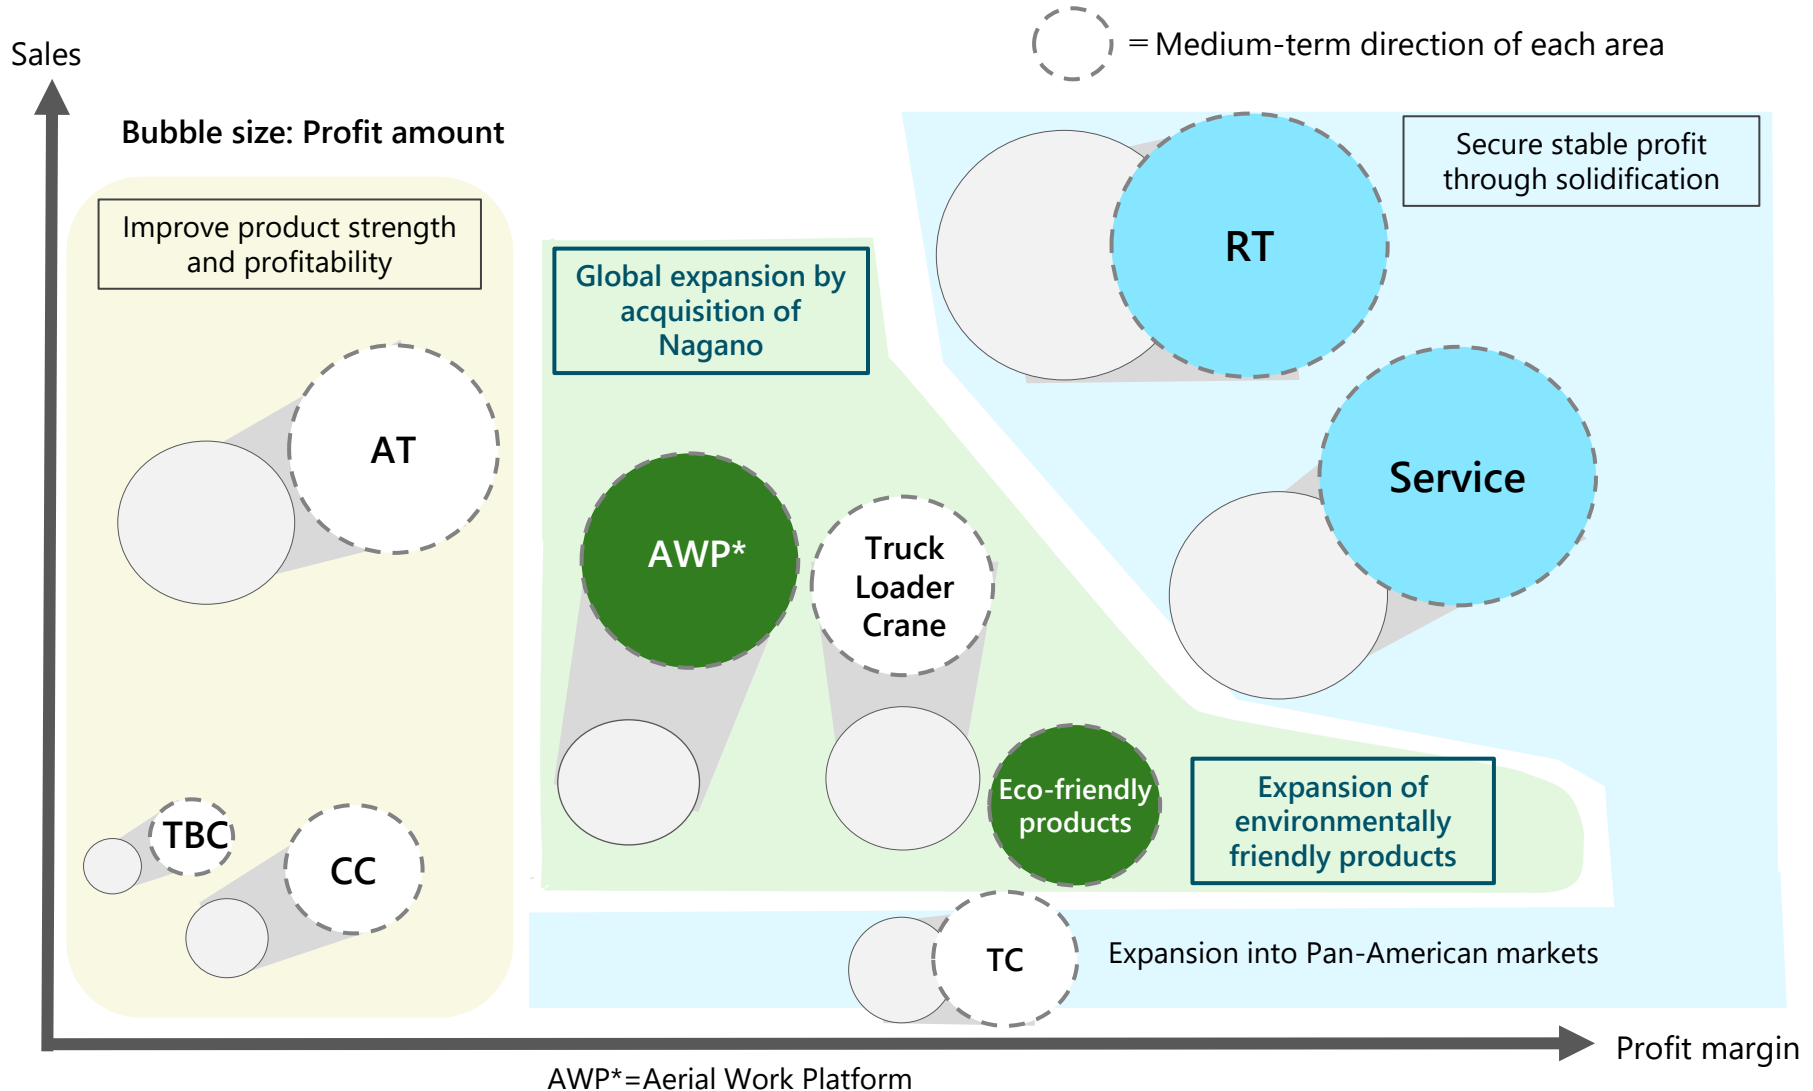 ＝Medium-term direction of each area
Sales
Bubble size: Profit amount
Secure stable profit
through solidification
Improve product strength
and profitability
RT
Global expansion by
acquisition of
Nagano
AT
Service
AWP*
Truck
Loader
Crane
Eco-friendly
products
Expansion of
environmentally
friendly products
TBC
CC
TC
Expansion into Pan-American markets
Profit margin
AWP*=Aerial Work Platform